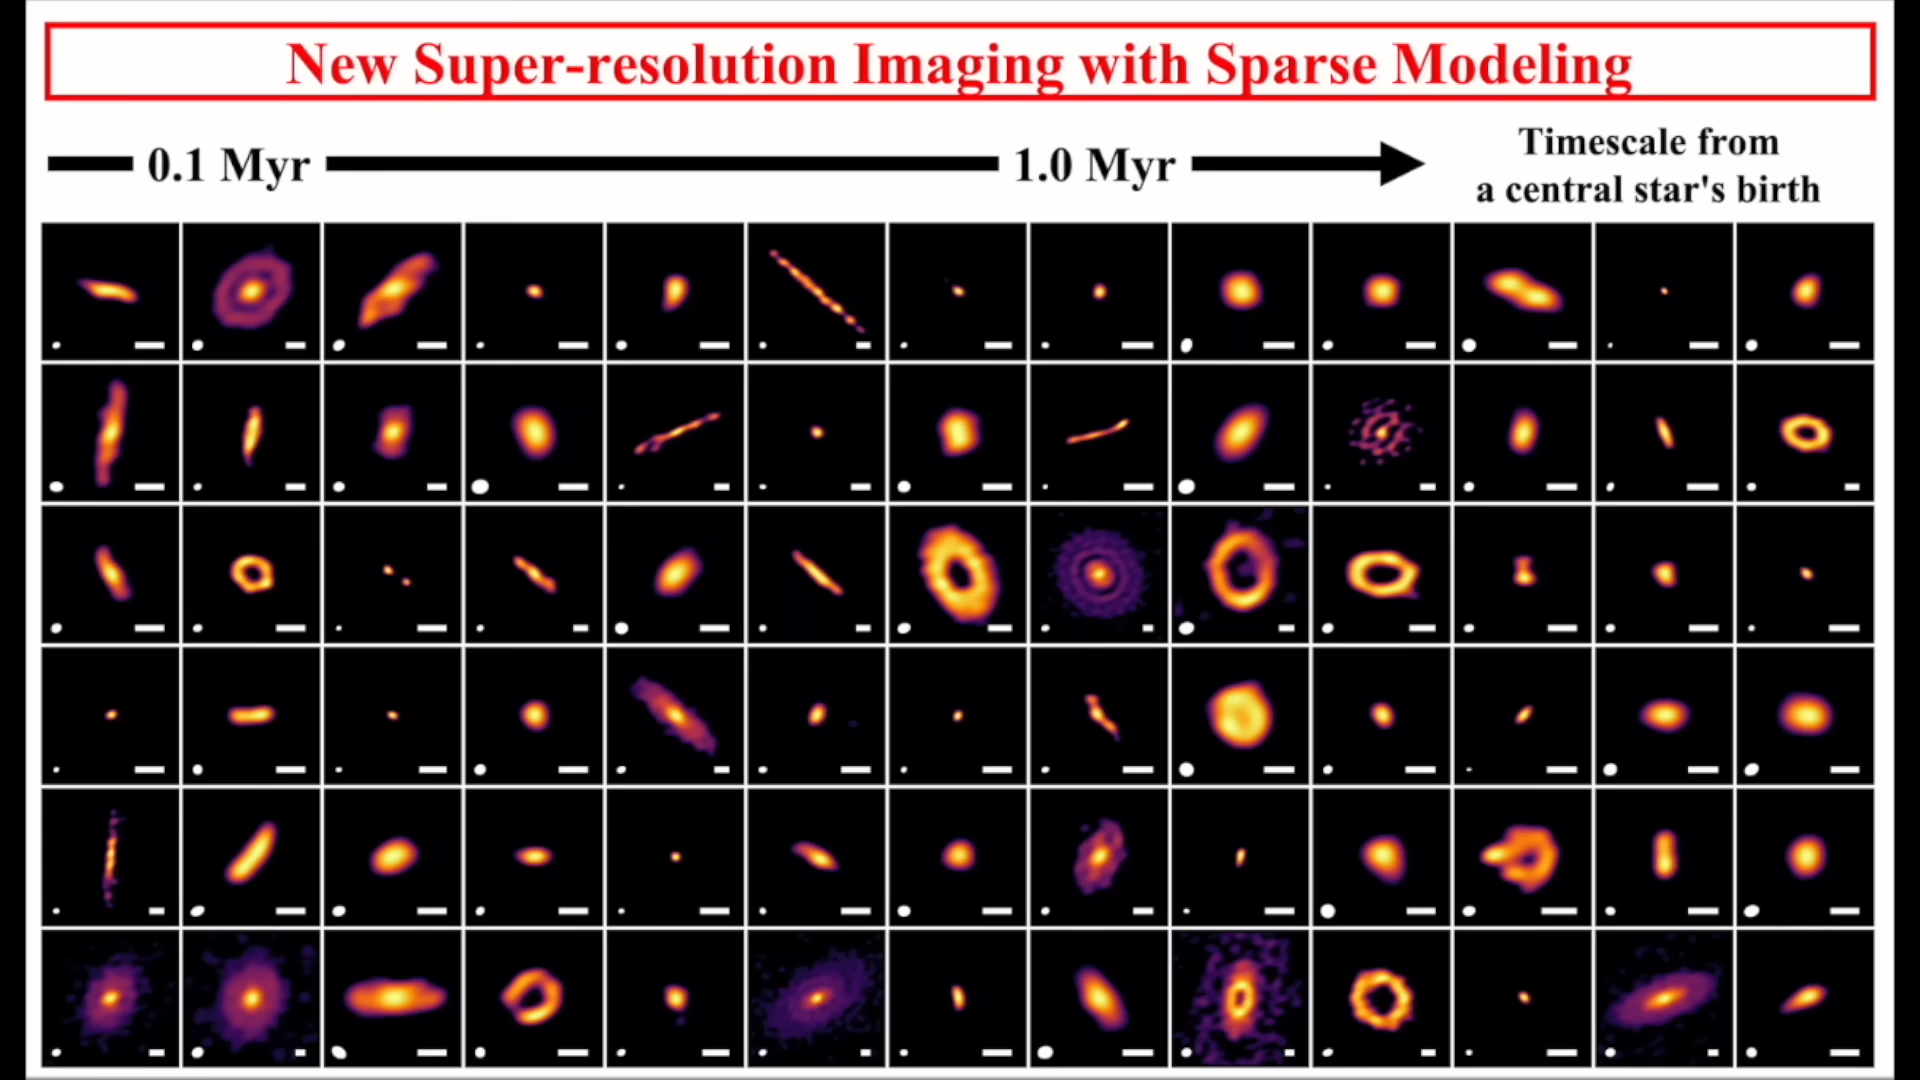 New Super-resolution Imaging with Sparse Modeling
0.1 Myr
1.0 Myr
Timescale from
a central star's birth